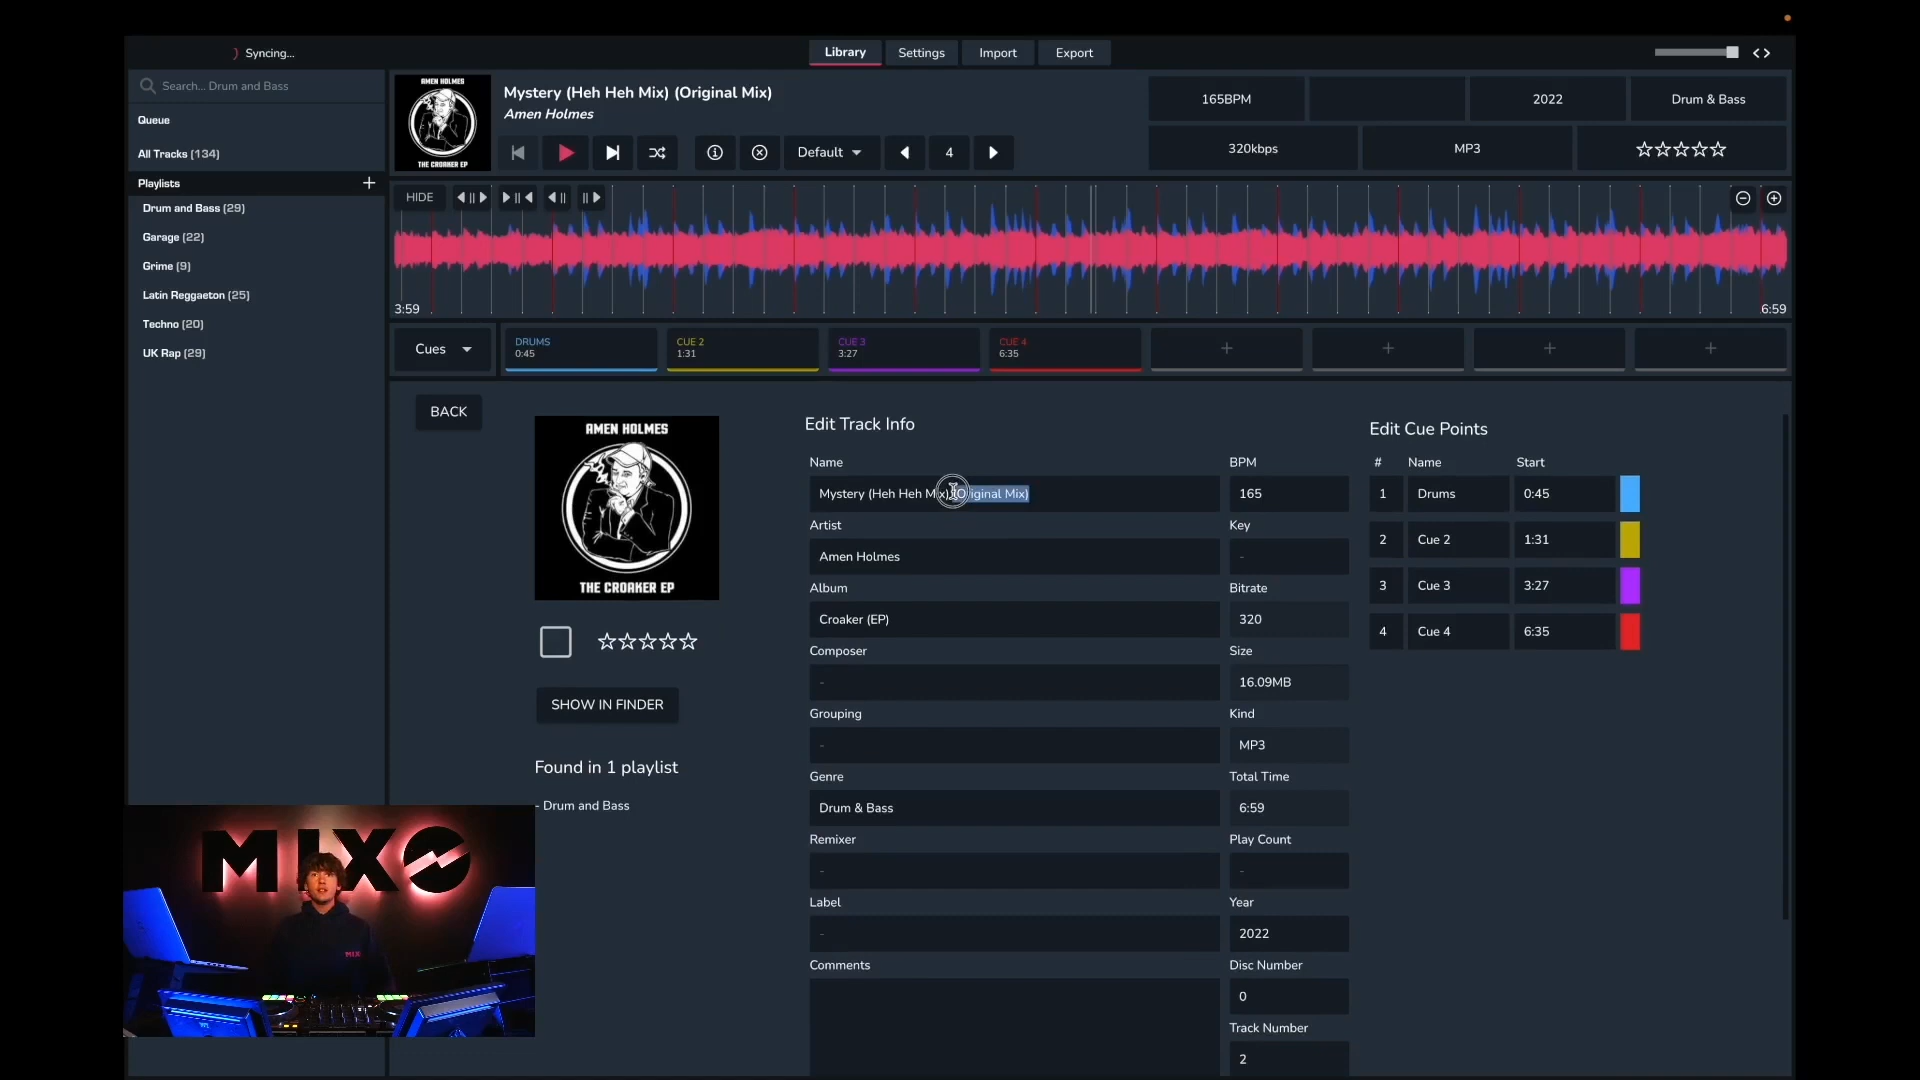 Syncing...
Library
Settings
Import
Export
Search... Drum and Bass
Queue
All Tracks (134)
Playlists
Drum and Bass (29)
Garage (22)
Grime (9)
Latin Reggaeton (25)
Techno (20)
UK Rap (29)
AMEN HOLMES
THE CROAKER EP
Mystery (Heh Heh Mix) (Original Mix)
Amen Holmes
Default
4
165BPM
2022
Drum & Bass
320kbps
MP3
HIDE
3:59
6:59
Cues
DRUMS
0:45
CUE 2
1:31
CUE 3
3:27
CUE 4
6:35
BACK
AMEN HOLMES
THE CROAKER EP
SHOW IN FINDER
Found in 1 playlist
- Drum and Bass
Edit Track Info
Name
Mystery (Heh Heh Mix) (Original Mix)
Artist
Amen Holmes
Album
Croaker (EP)
Composer
-
Grouping
-
Genre
Drum & Bass
Remixer
-
Label
-
Comments
BPM
165
Key
-
Bitrate
320
Size
16.09MB
Kind
MP3
Total Time
6:59
Play Count
-
Year
2022
Disc Number
0
Track Number
2
Edit Cue Points
# Name Start
1 Drums 0:45
2 Cue 2 1:31
3 Cue 3 3:27
4 Cue 4 6:35
MIXO
MIXO